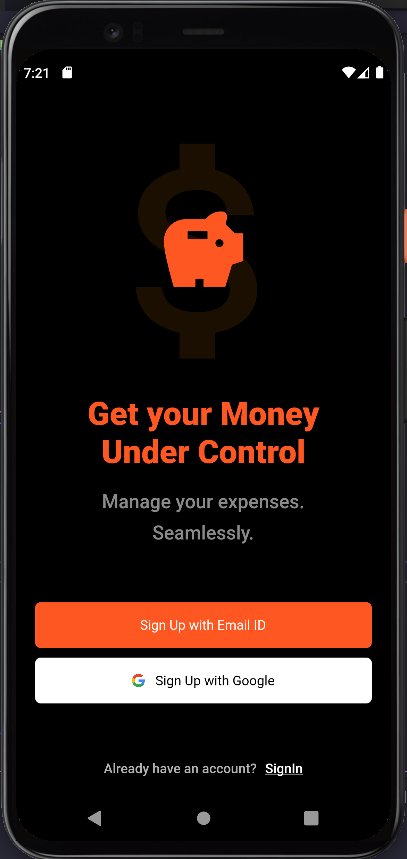 7:21
$
Get your Money
Under Control
Manage your expenses.
Seamlessly.
Sign Up with Email ID
Sign Up with Google
Already have an account? SignIn